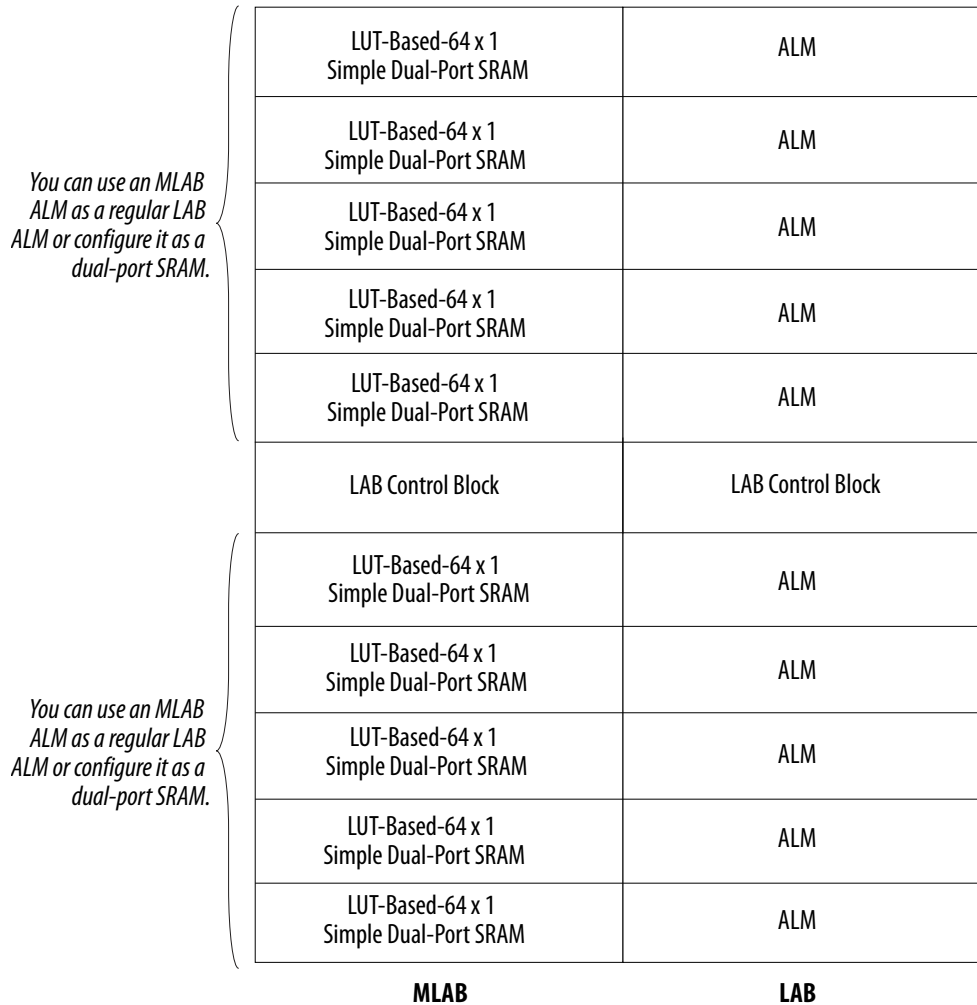 LUT-Based-64 x 1
Simple Dual-Port SRAM
ALM
LUT-Based-64 x 1
Simple Dual-Port SRAM
ALM
You can use an MLAB
ALM as a regular LAB
ALM or configure it as a
dual-port SRAM.
LUT-Based-64 x 1
Simple Dual-Port SRAM
ALM
LUT-Based-64 x 1
Simple Dual-Port SRAM
ALM
LUT-Based-64 x 1
Simple Dual-Port SRAM
ALM
LAB Control Block
LAB Control Block
LUT-Based-64 x 1
Simple Dual-Port SRAM
ALM
LUT-Based-64 x 1
Simple Dual-Port SRAM
ALM
You can use an MLAB
ALM as a regular LAB
ALM or configure it as a
dual-port SRAM.
LUT-Based-64 x 1
Simple Dual-Port SRAM
ALM
LUT-Based-64 x 1
Simple Dual-Port SRAM
ALM
LUT-Based-64 x 1
Simple Dual-Port SRAM
ALM
MLAB
LAB